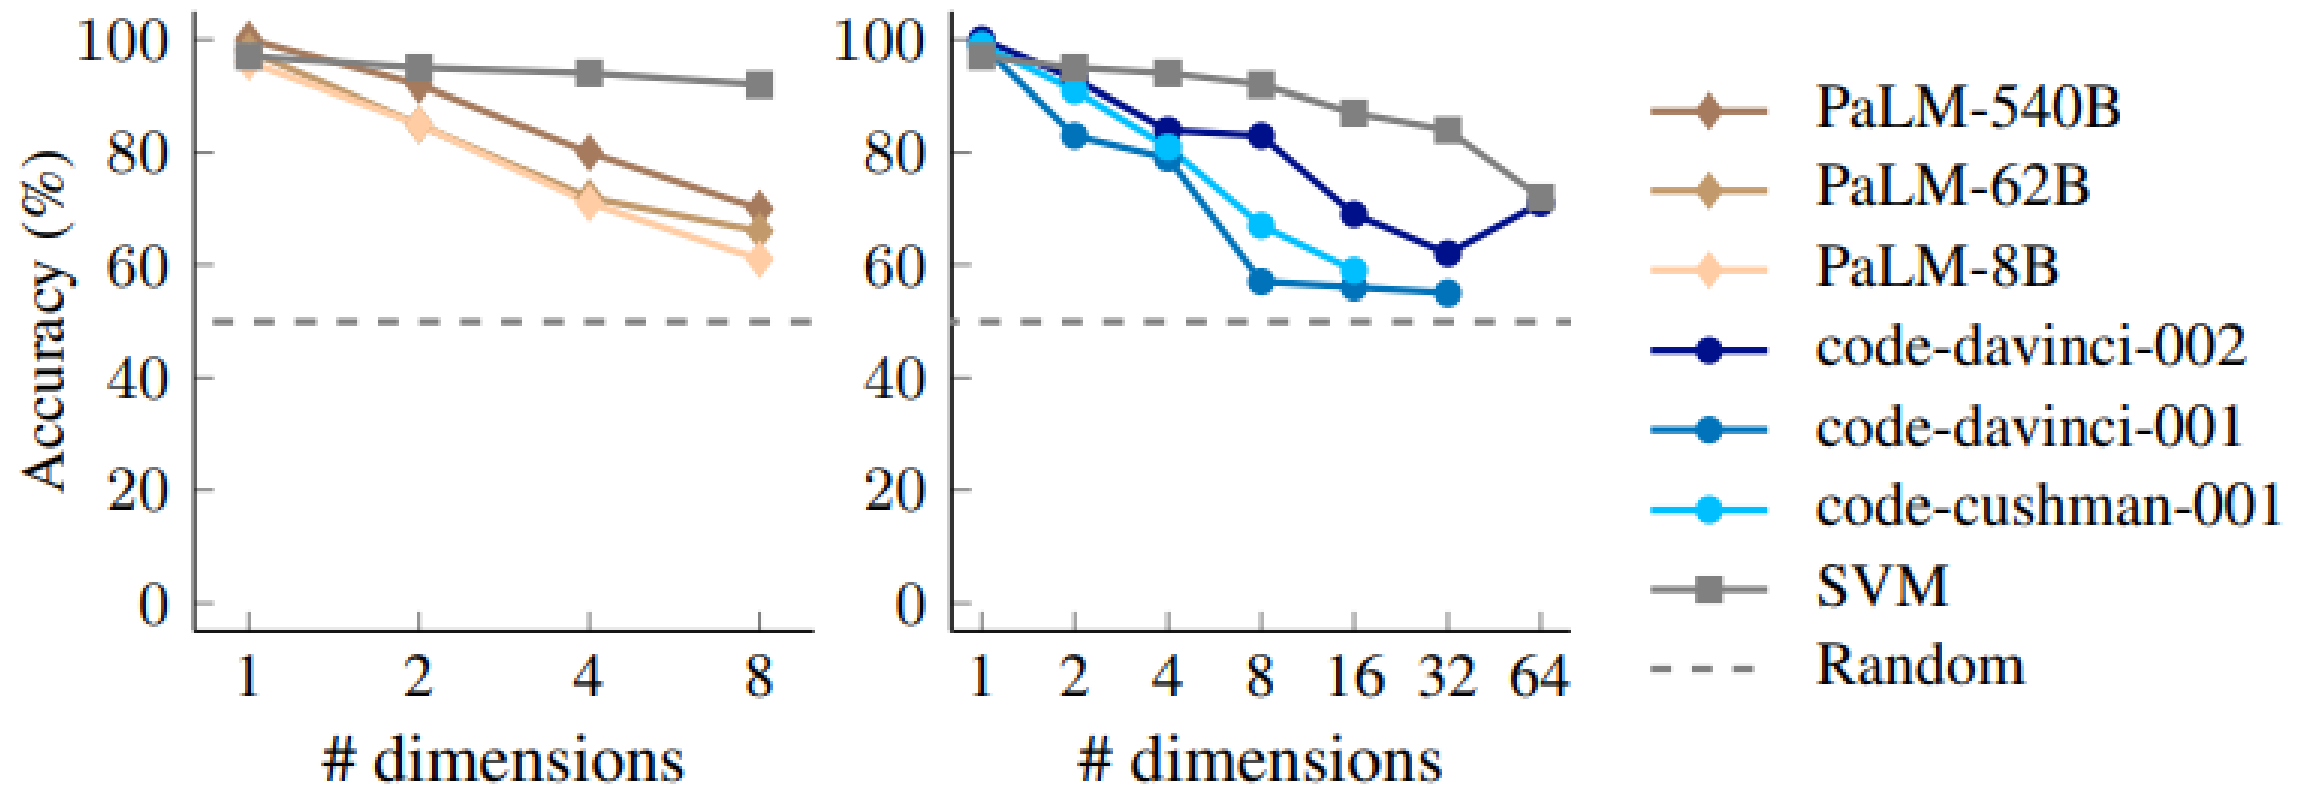 Accuracy (%)
100
80
60
40
20
0
1 2 4 8
# dimensions
100
80
60
40
20
0
1 2 4 8 16 32 64
# dimensions
PaLM-540B
PaLM-62B
PaLM-8B
code-davinci-002
code-davinci-001
code-cushman-001
SVM
Random